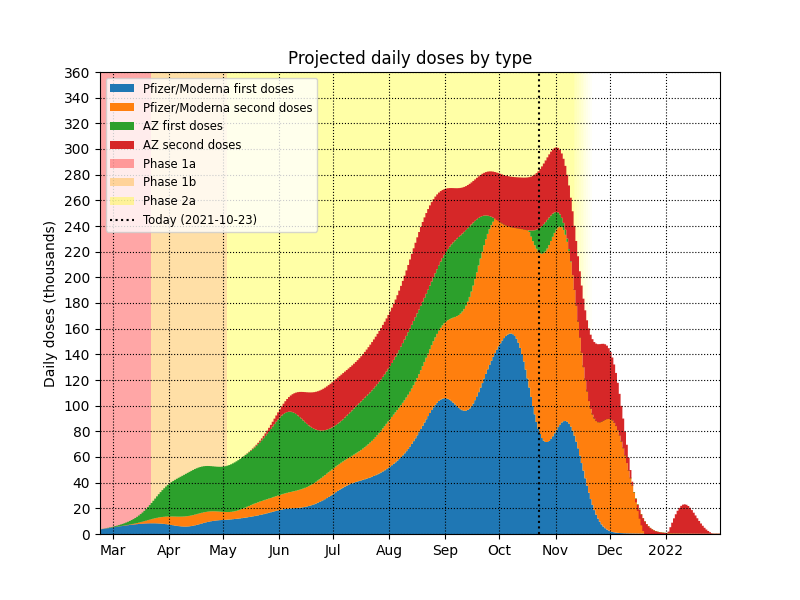 Projected daily doses by type
360
340
320
300
280
260
240
220
200
180
160
140
120
100
80
60
40
20
0
Daily doses (thousands)
Pfizer/Moderna first doses
Pfizer/Moderna second doses
AZ first doses
AZ second doses
Phase 1a
Phase 1b
Phase 2a
Today (2021-10-23)
Mar Apr May Jun Jul Aug Sep Oct Nov Dec 2022